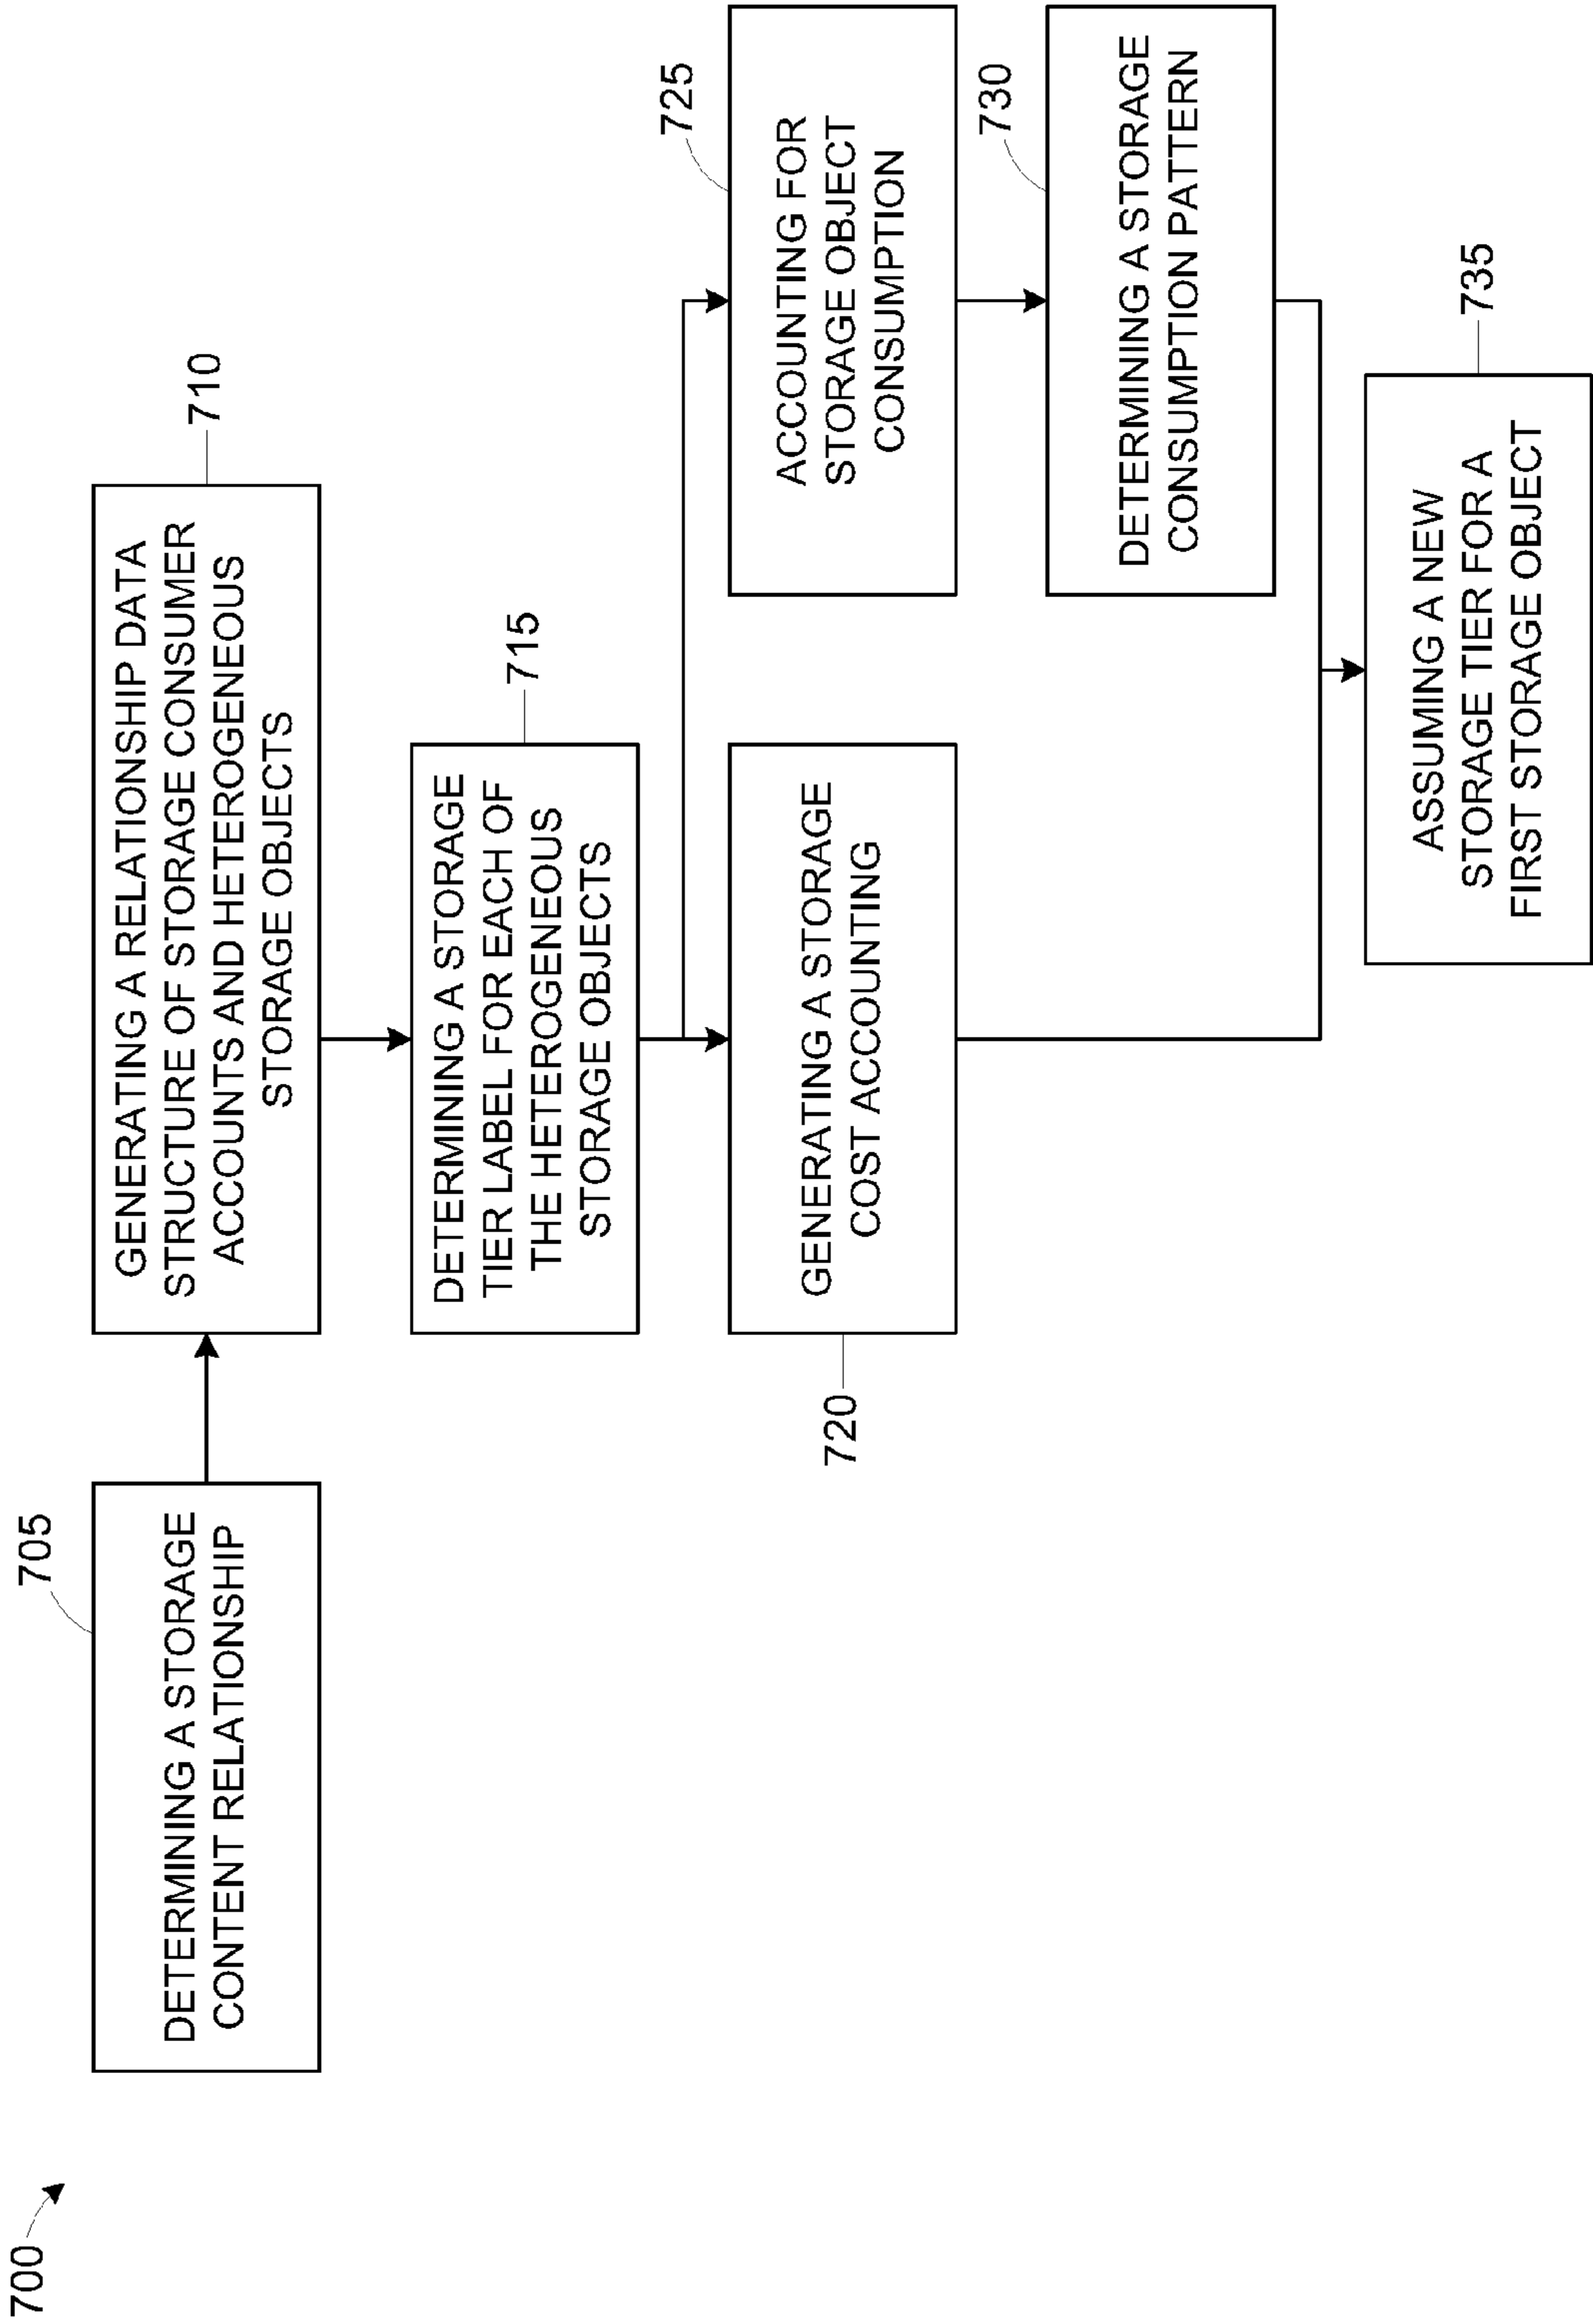 700
705
DETERMINING A STORAGE
CONTENT RELATIONSHIP
710
GENERATING A RELATIONSHIP DATA
STRUCTURE OF STORAGE CONSUMER
ACCOUNTS AND HETEROGENEOUS
STORAGE OBJECTS
715
DETERMINING A STORAGE
TIER LABEL FOR EACH OF
THE HETEROGENEOUS
STORAGE OBJECTS
720
GENERATING A STORAGE
COST ACCOUNTING
725
ACCOUNTING FOR
STORAGE OBJECT
CONSUMPTION
730
DETERMINING A STORAGE
CONSUMPTION PATTERN
735
ASSUMING A NEW
STORAGE TIER FOR A
FIRST STORAGE OBJECT